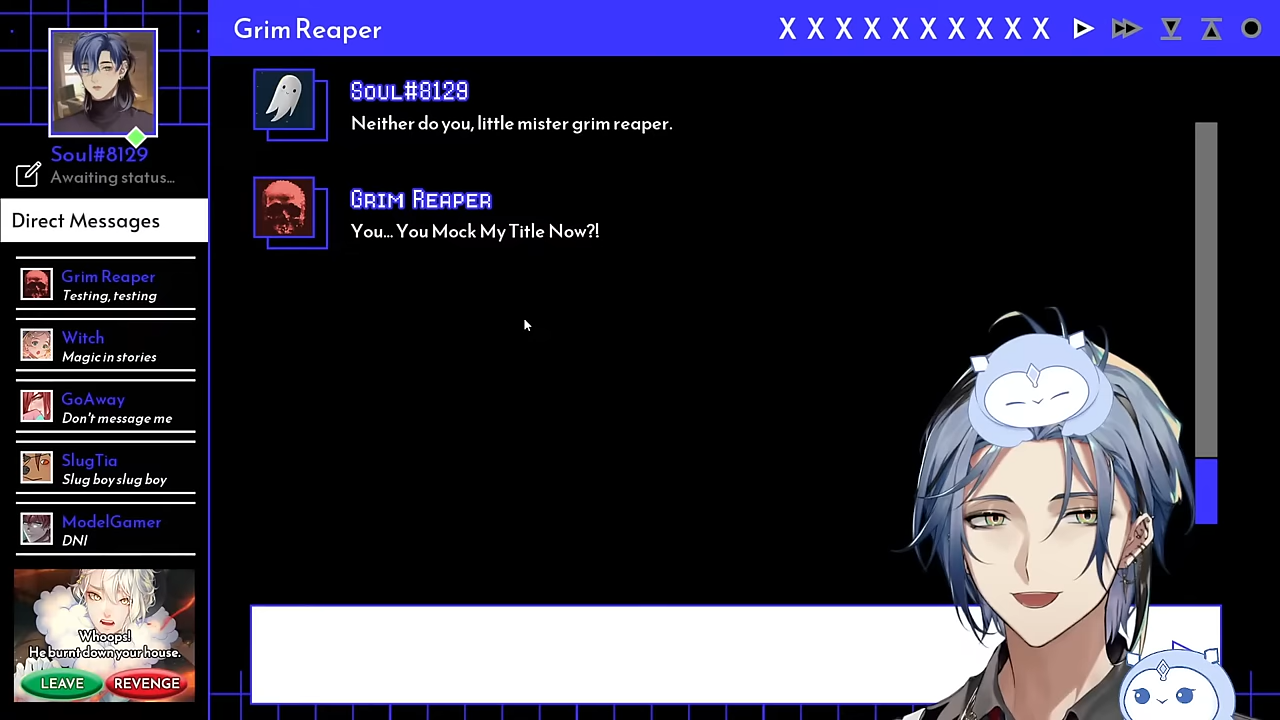 Grim Reaper
X X X X X X X X X X
Soul#8129
Awaiting status...
Direct Messages
Grim Reaper
Testing, testing
Witch
Magic in stories
GoAway
Don't message me
SlugTia
Slug boy slug boy
ModelGamer
DNI
Whoops!
He burnt down your house.
LEAVE
REVENGE
Soul#8129
Neither do you, little mister grim reaper.
Grim Reaper
You... You Mock My Title Now?!